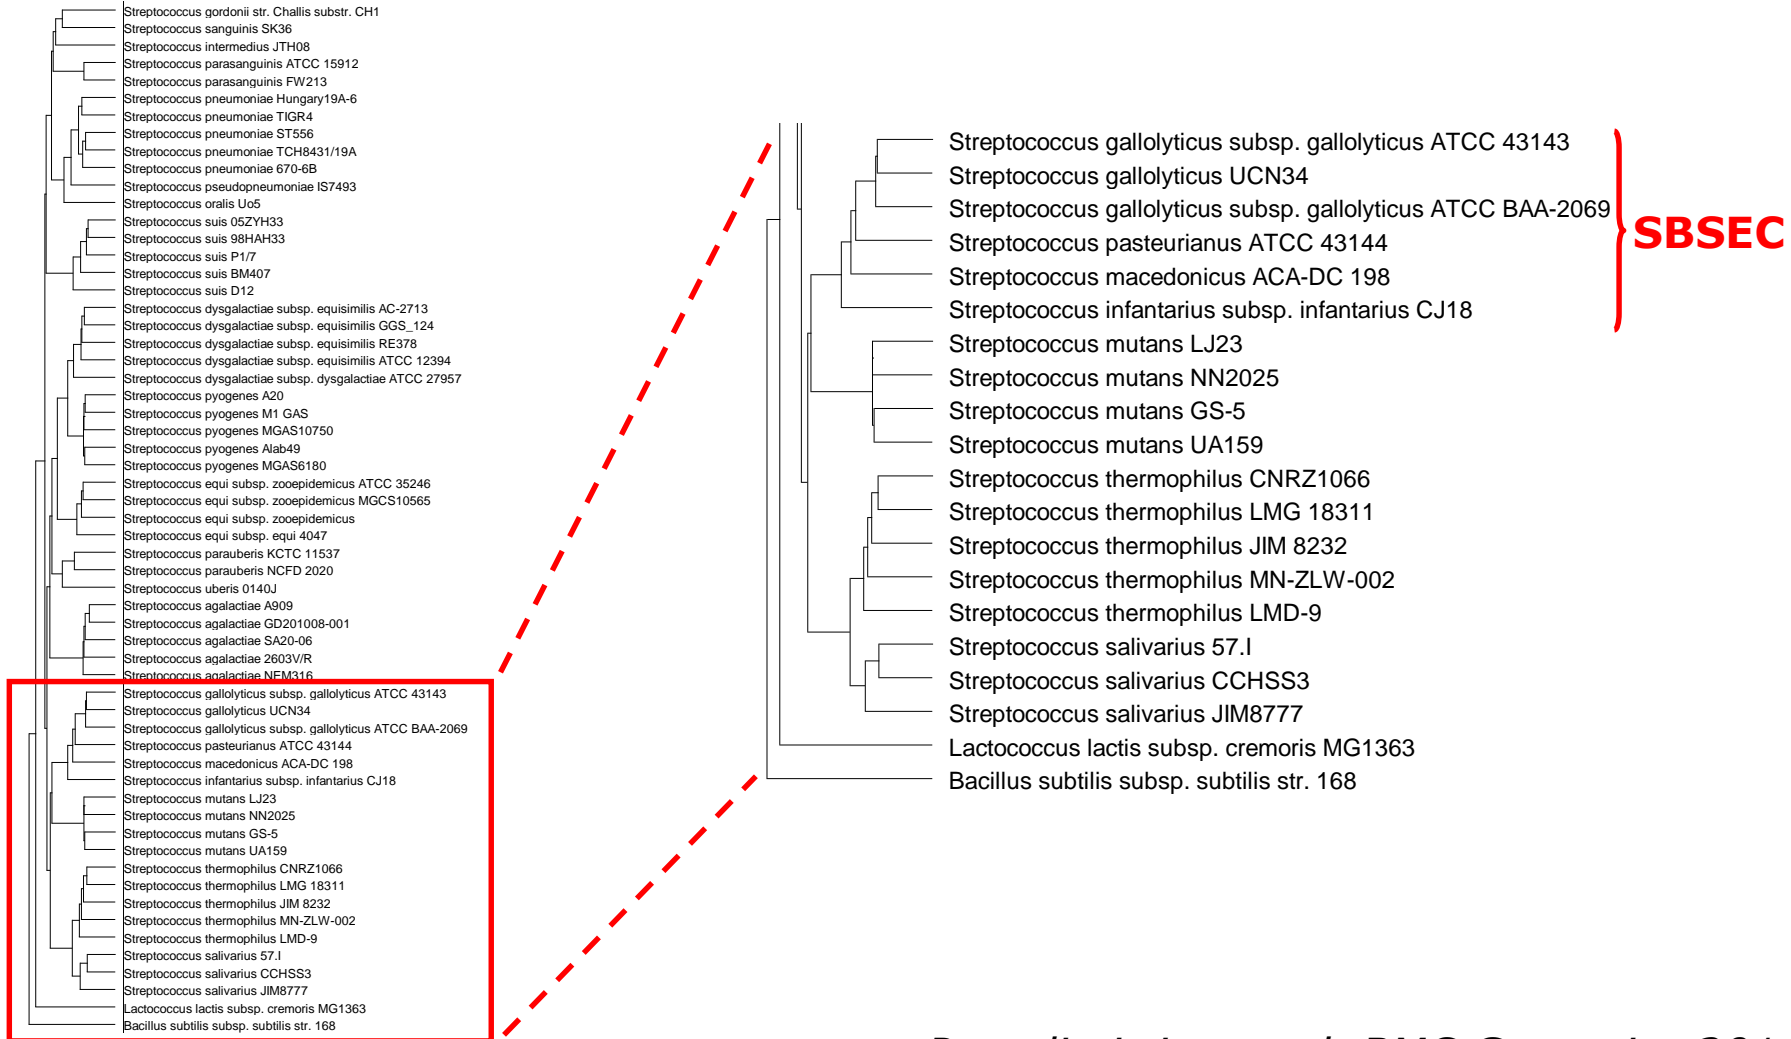 Streptococcus gordonii str. Challis substr. CH1
Streptococcus sanguinis SK36
Streptococcus intermedius JTH08
Streptococcus parasanguinis ATCC 15912
Streptococcus parasanguinis FW213
Streptococcus pneumoniae Hungary19A-6
Streptococcus pneumoniae TIGR4
Streptococcus pneumoniae ST556
Streptococcus pneumoniae TCH8431/19A
Streptococcus pneumoniae 670-6B
Streptococcus pseudopneumoniae IS7493
Streptococcus oralis Uo5
Streptococcus suis 05ZYH33
Streptococcus suis 98HAH33
Streptococcus suis P1/7
Streptococcus suis BM407
Streptococcus suis D12
Streptococcus dysgalactiae subsp. equisimilis AC-2713
Streptococcus dysgalactiae subsp. equisimilis GGS_124
Streptococcus dysgalactiae subsp. equisimilis RE378
Streptococcus dysgalactiae subsp. equisimilis ATCC 12394
Streptococcus dysgalactiae subsp. dysgalactiae ATCC 27957
Streptococcus pyogenes A20
Streptococcus pyogenes M1 GAS
Streptococcus pyogenes MGAS10750
Streptococcus pyogenes Alab49
Streptococcus pyogenes MGAS6180
Streptococcus equi subsp. zooepidemicus ATCC 35246
Streptococcus equi subsp. zooepidemicus MGCS10565
Streptococcus equi subsp. zooepidemicus
Streptococcus equi subsp. equi 4047
Streptococcus parauberis KCTC 11537
Streptococcus parauberis NCFD 2020
Streptococcus uberis 0140J
Streptococcus agalactiae A909
Streptococcus agalactiae GD201008-001
Streptococcus agalactiae SA20-06
Streptococcus agalactiae 2603V/R
Streptococcus agalactiae NEM316
Streptococcus gallolyticus subsp. gallolyticus ATCC 43143
Streptococcus gallolyticus UCN34
Streptococcus gallolyticus subsp. gallolyticus ATCC BAA-2069
Streptococcus pasteurianus ATCC 43144
Streptococcus macedonicus ACA-DC 198
Streptococcus infantarius subsp. infantarius CJ18
Streptococcus mutans LJ23
Streptococcus mutans NN2025
Streptococcus mutans GS-5
Streptococcus mutans UA159
Streptococcus thermophilus CNRZ1066
Streptococcus thermophilus LMG 18311
Streptococcus thermophilus JIM 8232
Streptococcus thermophilus MN-ZLW-002
Streptococcus thermophilus LMD-9
Streptococcus salivarius 57.I
Streptococcus salivarius CCHSS3
Streptococcus salivarius JIM8777
Lactococcus lactis subsp. cremoris MG1363
Bacillus subtilis subsp. subtilis str. 168
Streptococcus gallolyticus subsp. gallolyticus ATCC 43143
Streptococcus gallolyticus UCN34
Streptococcus gallolyticus subsp. gallolyticus ATCC BAA-2069
Streptococcus pasteurianus ATCC 43144
Streptococcus macedonicus ACA-DC 198
Streptococcus infantarius subsp. infantarius CJ18
Streptococcus mutans LJ23
Streptococcus mutans NN2025
Streptococcus mutans GS-5
Streptococcus mutans UA159
Streptococcus thermophilus CNRZ1066
Streptococcus thermophilus LMG 18311
Streptococcus thermophilus JIM 8232
Streptococcus thermophilus MN-ZLW-002
Streptococcus thermophilus LMD-9
Streptococcus salivarius 57.I
Streptococcus salivarius CCHSS3
Streptococcus salivarius JIM8777
Lactococcus lactis subsp. cremoris MG1363
Bacillus subtilis subsp. subtilis str. 168
SBSEC